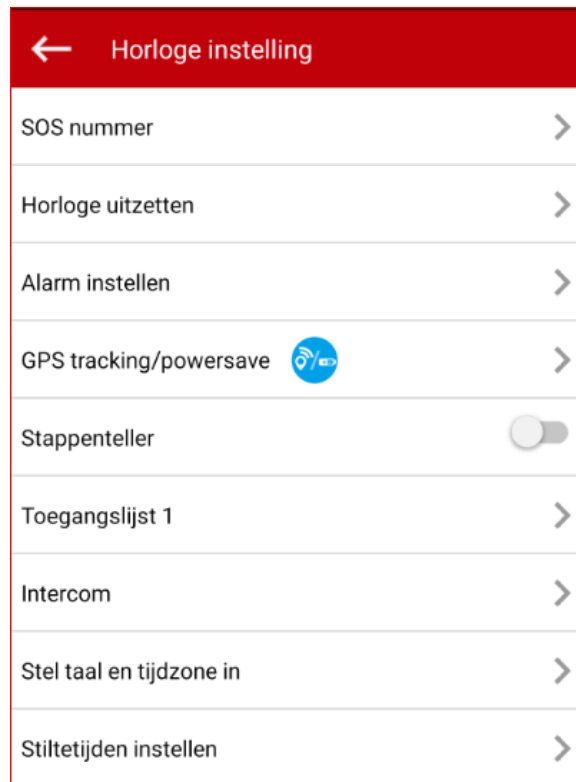 Horloge instelling
SOS nummer
Horloge uitzetten
Alarm instellen
GPS tracking/powersave
Stappenteller
Toegangslijst 1
Intercom
Stel taal en tijdzone in
Stiltetijden instellen